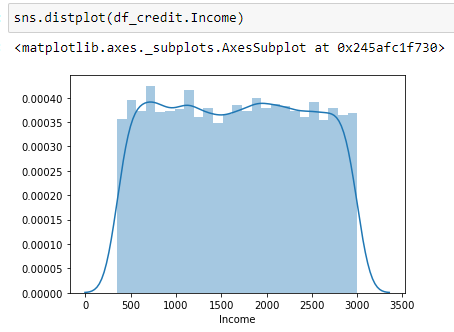 sns.distplot(df_credit.Income)
<matplotlib.axes._subplots.AxesSubplot at 0x245afc1f730>
0.00040
0.00035
0.00030
0.00025
0.00020
0.00015
0.00010
0.00005
0.00000
0 500 1000 1500 2000 2500 3000 3500
Income